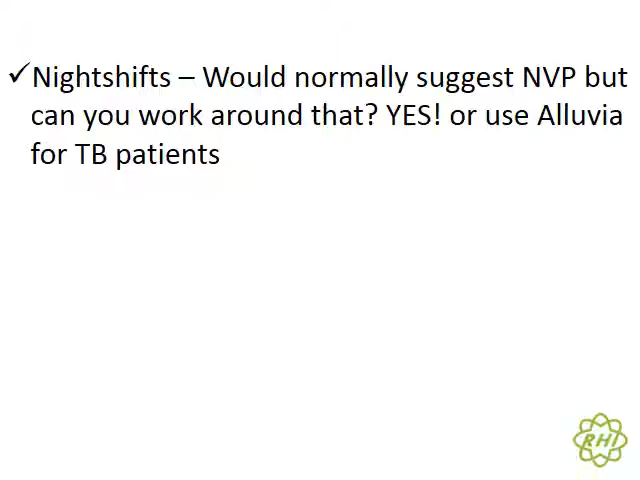 ✓Nightshifts – Would normally suggest NVP but
can you work around that? YES! or use Alluvia
for TB patients
RHI